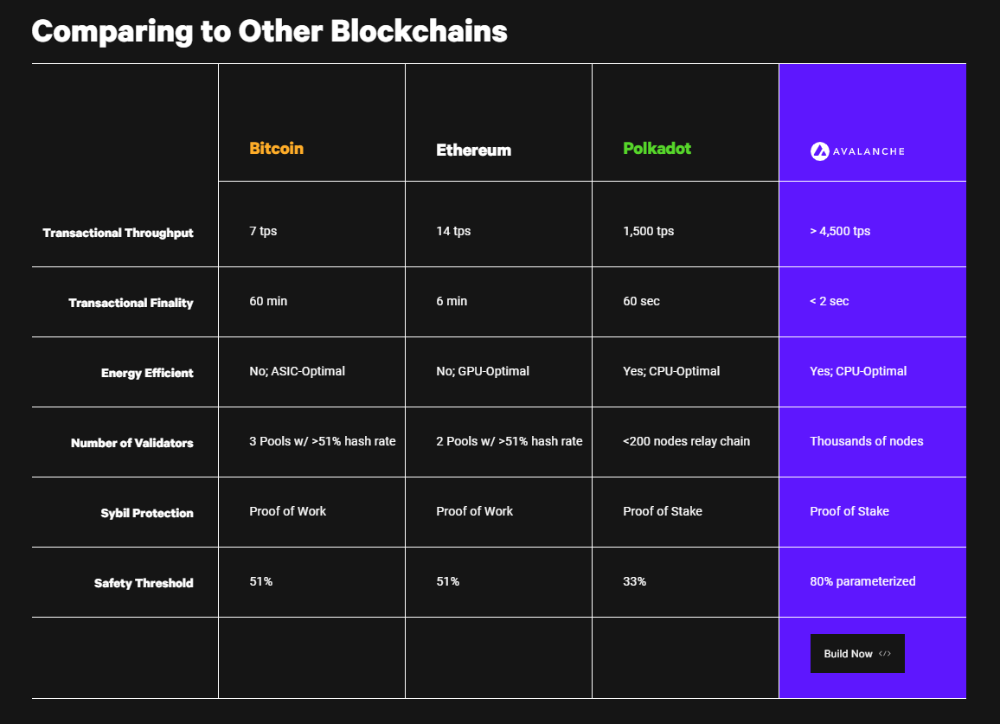 Comparing to Other Blockchains
Bitcoin Ethereum Polkadot AVALANCHE
Transactional Throughput 7 tps 14 tps 1,500 tps > 4,500 tps
Transactional Finality 60 min 6 min 60 sec < 2 sec
Energy Efficient No; ASIC-Optimal No; GPU-Optimal Yes; CPU-Optimal Yes; CPU-Optimal
Number of Validators 3 Pools w/ >51% hash rate 2 Pools w/ >51% hash rate <200 nodes relay chain Thousands of nodes
Sybil Protection Proof of Work Proof of Work Proof of Stake Proof of Stake
Safety Threshold 51% 51% 33% 80% parameterized
Build Now </>